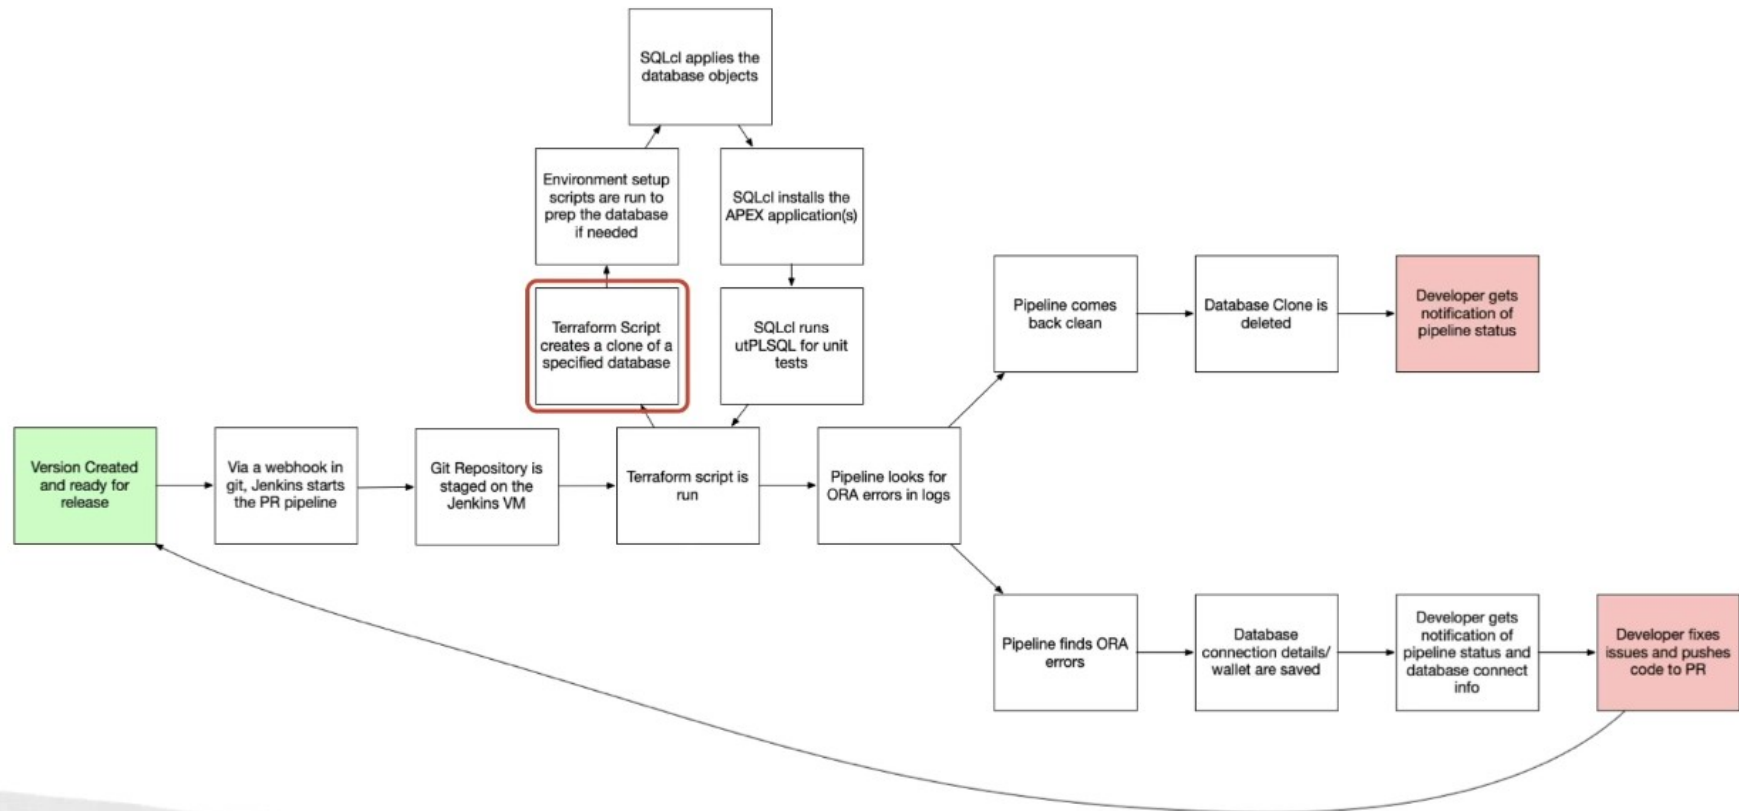 SQLcl applies the
database objects
Environment setup
scripts are run to
prep the database
if needed
SQLcl installs the
APEX application(s)
Terraform Script
creates a clone of a
specified database
SQLcl runs
utPLSQL for unit
tests
Pipeline comes
back clean
Database Clone is
deleted
Developer gets
notification of
pipeline status
Version Created
and ready for
release
Via a webhook in
git, Jenkins starts
the PR pipeline
Git Repository is
staged on the
Jenkins VM
Terraform script is
run
Pipeline looks for
ORA errors in logs
Pipeline finds ORA
errors
Database
connection details/
wallet are saved
Developer gets
notification of
pipeline status and
database connect
info
Developer fixes
issues and pushes
code to PR